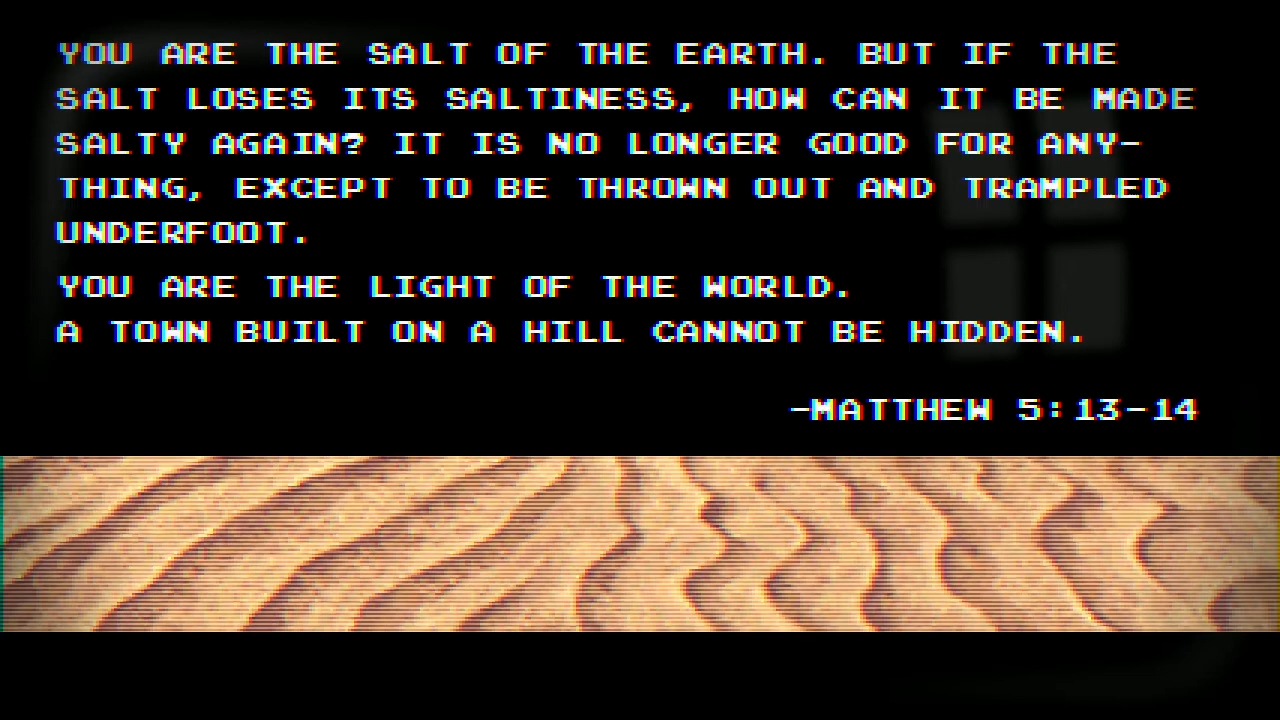 YOU ARE THE SALT OF THE EARTH. BUT IF THE
SALT LOSES ITS SALTINESS, HOW CAN IT BE MADE
SALTY AGAIN? IT IS NO LONGER GOOD FOR ANY-
THING, EXCEPT TO BE THROWN OUT AND TRAMPLED
UNDERFOOT.
YOU ARE THE LIGHT OF THE WORLD.
A TOWN BUILT ON A HILL CANNOT BE HIDDEN.
-MATTHEW 5:13-14